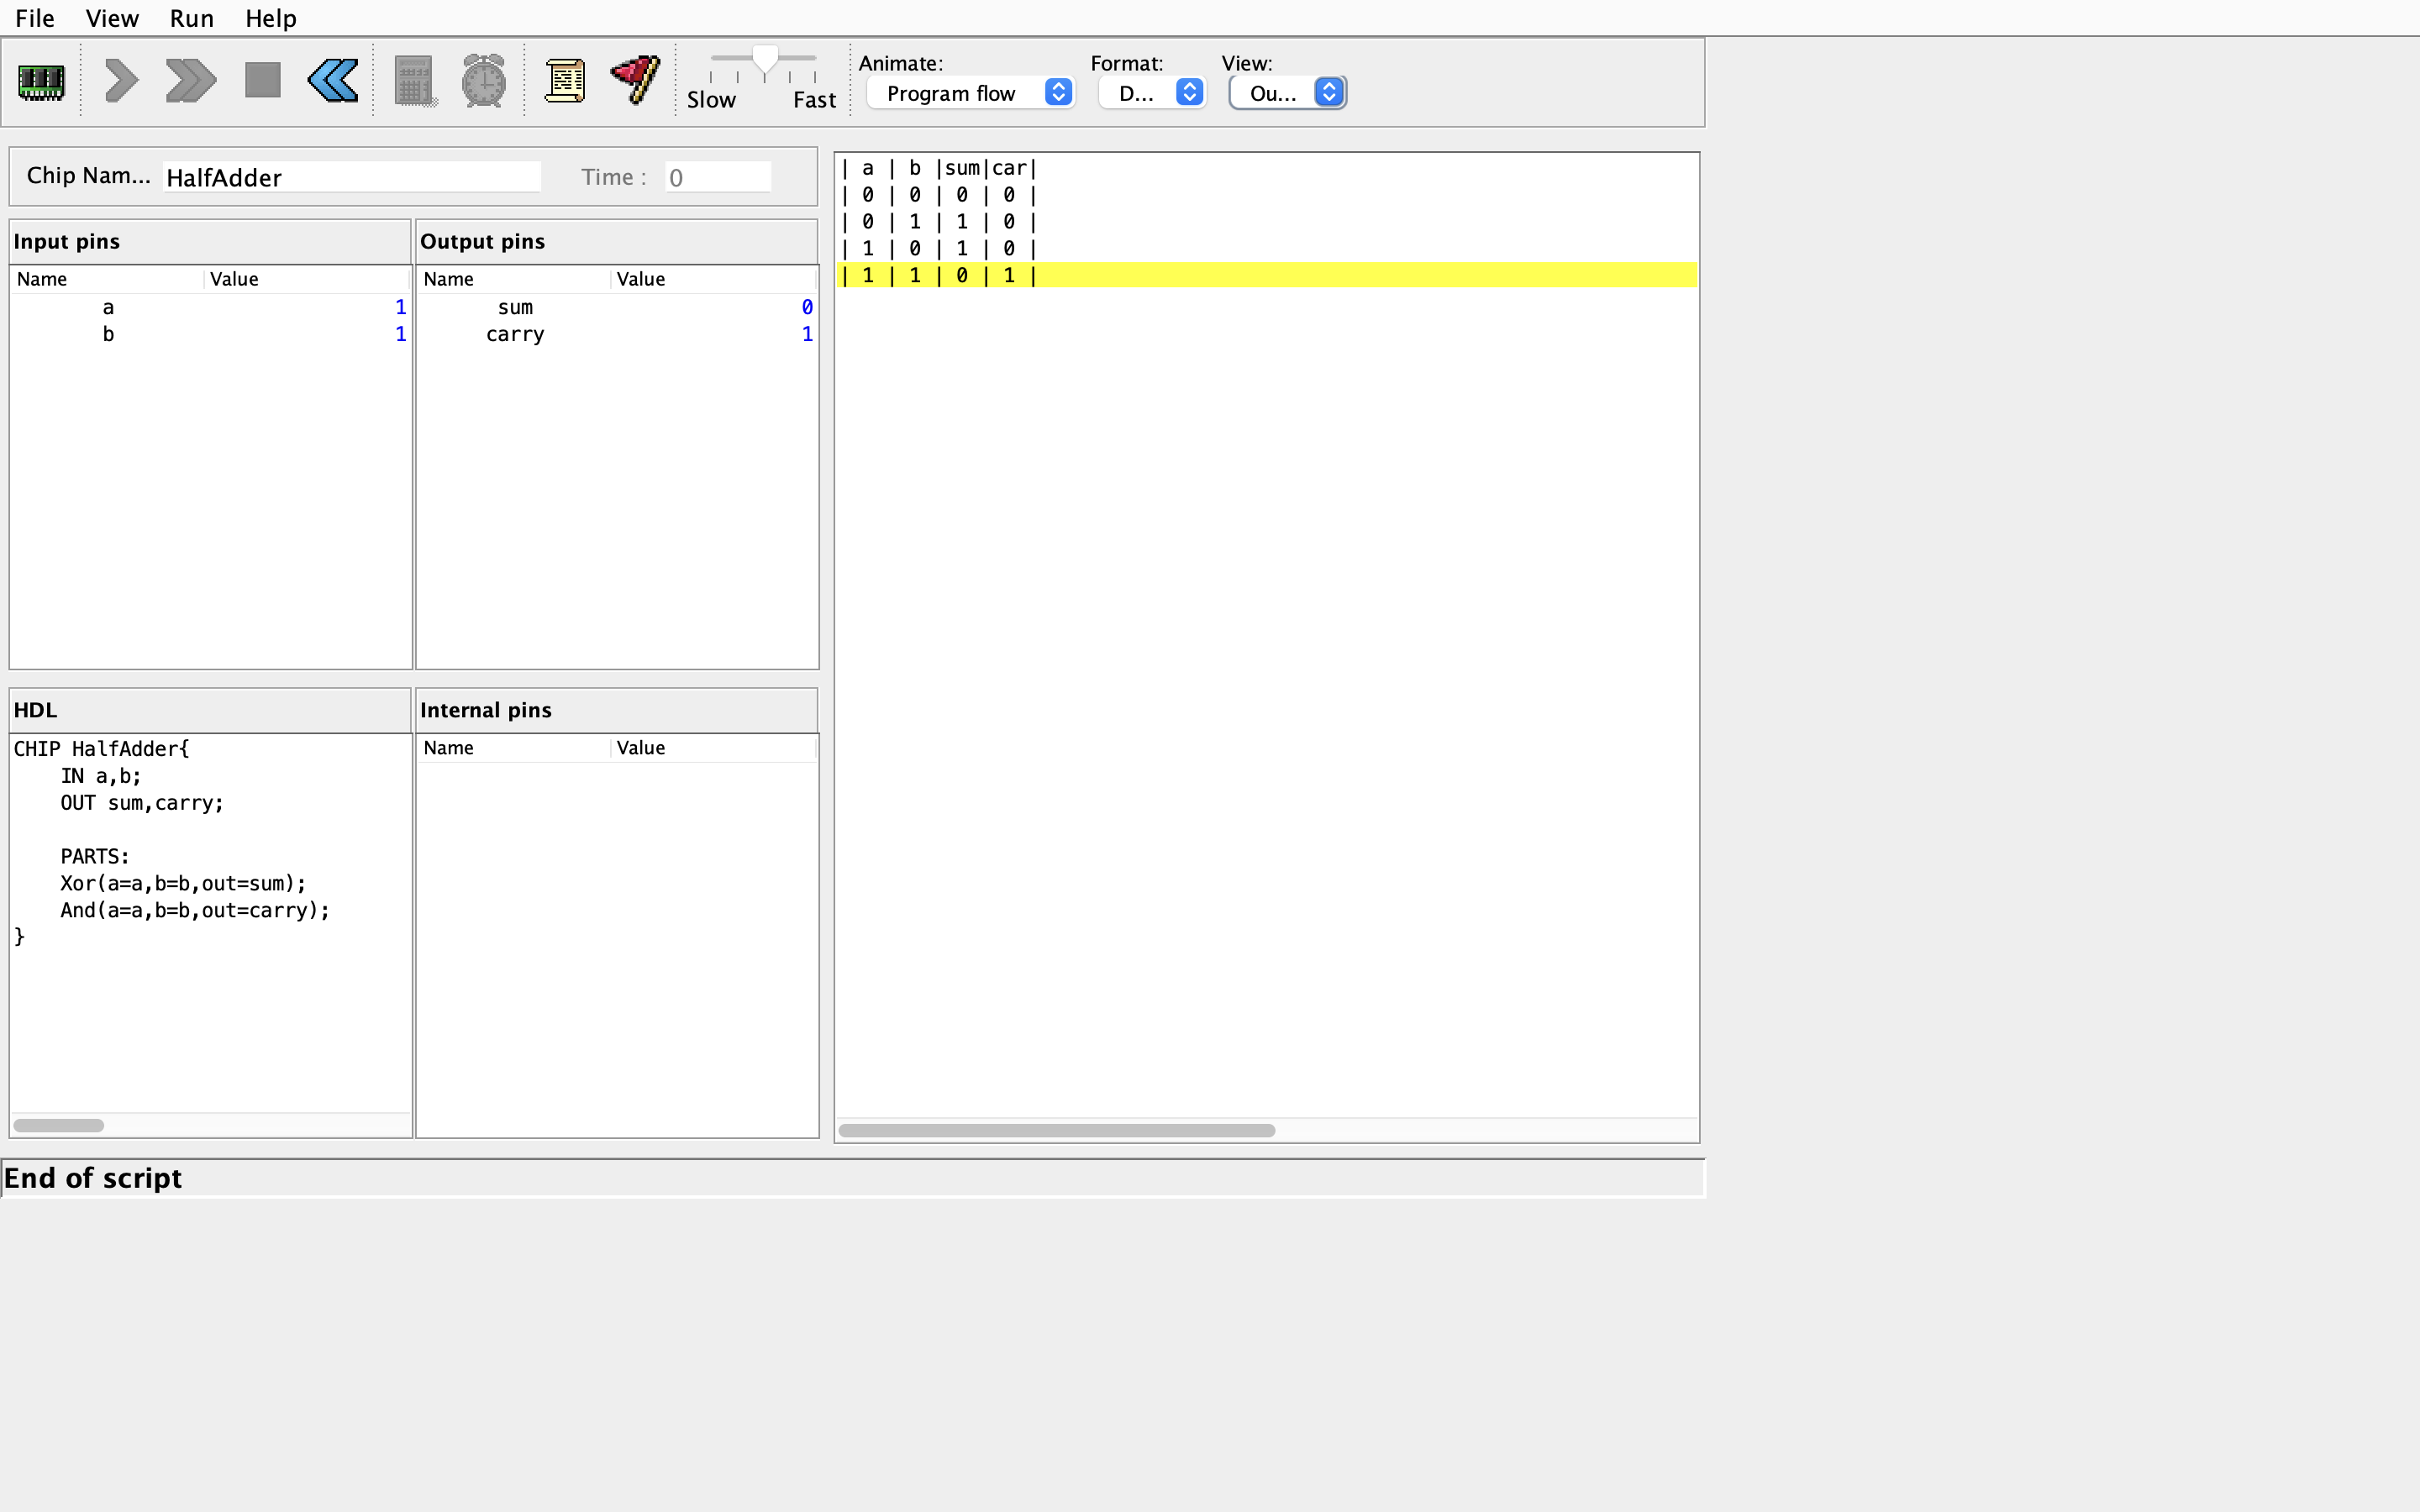 File View Run Help
Slow Fast
Animate: Format: View:
Program flow D... Ou...
Chip Nam... HalfAdder Time : 0
Input pins
Name Value
a 1
b 1
Output pins
Name Value
sum 0
carry 1
HDL
CHIP HalfAdder{
    IN a,b;
    OUT sum,carry;
    PARTS:
    Xor(a=a,b=b,out=sum);
    And(a=a,b=b,out=carry);
}
Internal pins
Name Value
| a | b |sum|car|
| 0 | 0 | 0 | 0 |
| 0 | 1 | 1 | 0 |
| 1 | 0 | 1 | 0 |
| 1 | 1 | 0 | 1 |
End of script